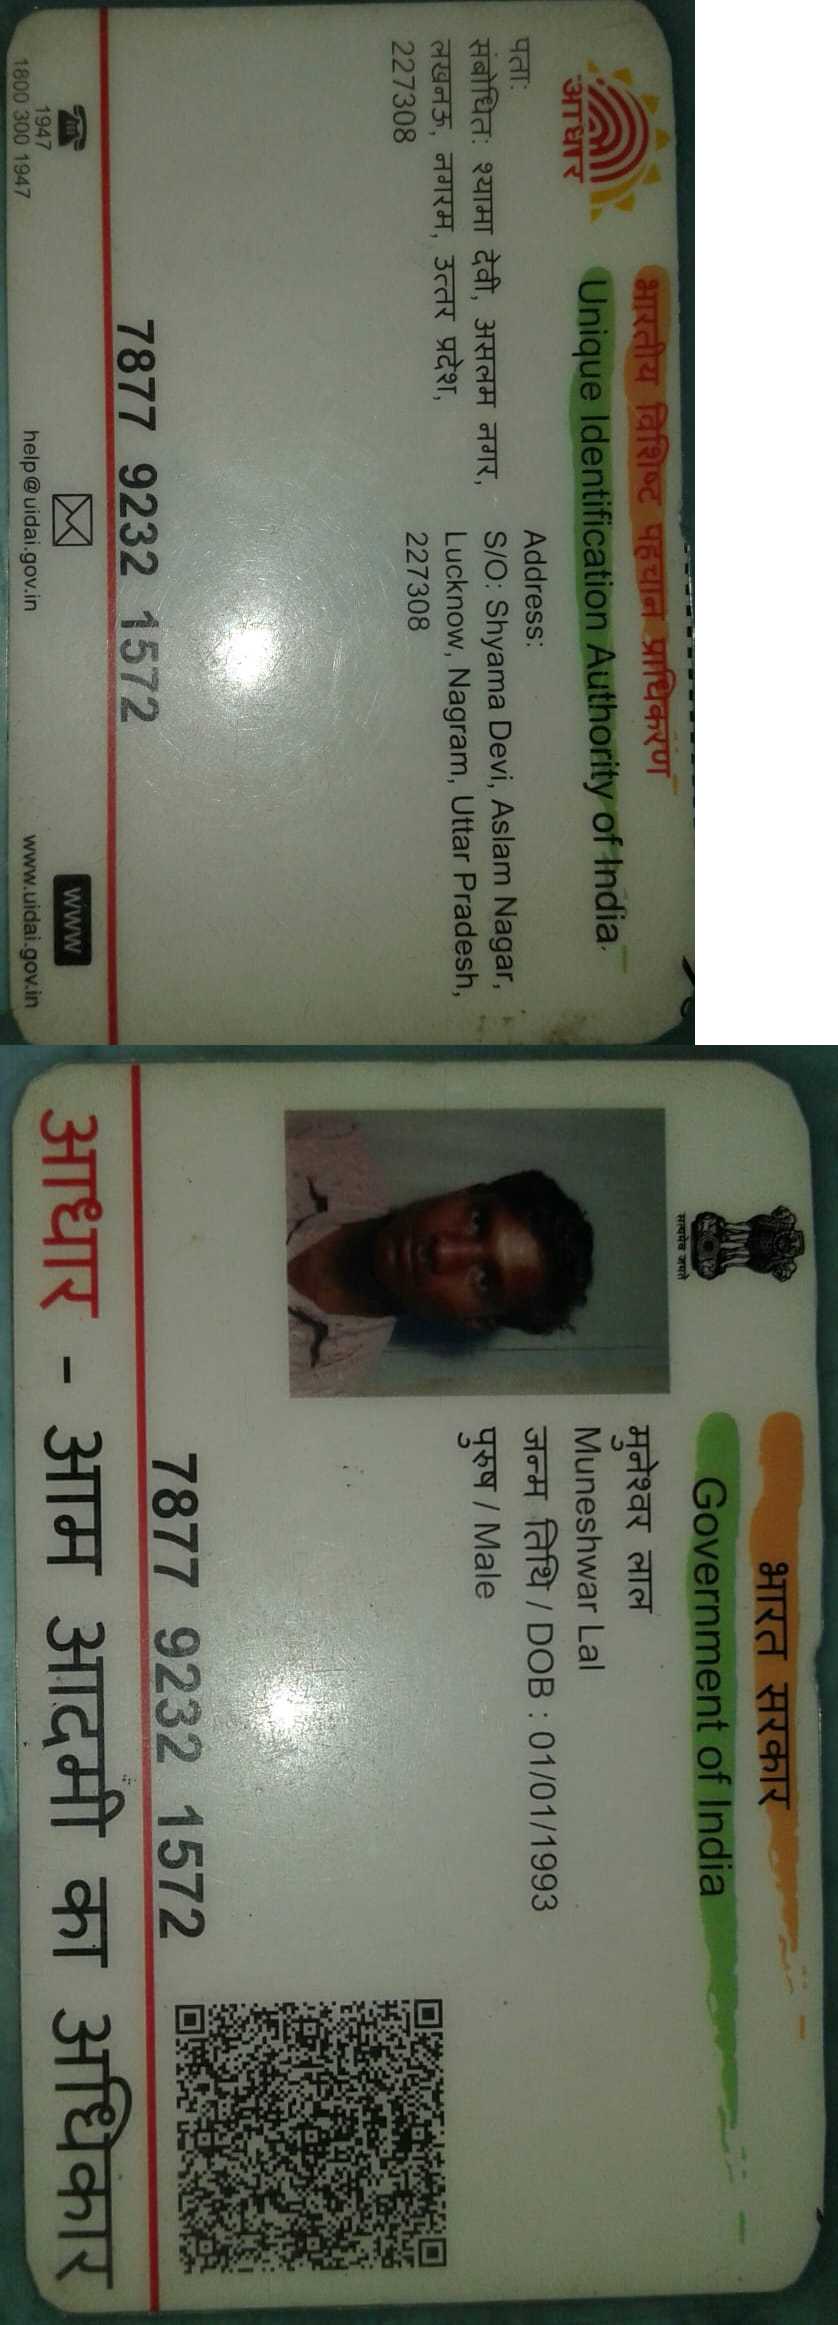 भारतीय विशिष्ट पहचान प्राधिकरण
Unique Identification Authority of India
आधार
पता:
संबोधित: श्यामा देवी, असलम नगर,
लखनऊ, नगराम, उत्तर प्रदेश,
227308
Address:
S/O: Shyama Devi, Aslam Nagar,
Lucknow, Nagram, Uttar Pradesh,
227308
7877 9232 1572
1947
1800 300 1947
help@uidai.gov.in
www
www.uidai.gov.in
भारत सरकार
Government of India
सत्यमेव जयते
मुनेश्वर लाल
Muneshwar Lal
जन्म तिथि / DOB : 01/01/1993
पुरुष / Male
7877 9232 1572
आधार - आम आदमी का अधिकार